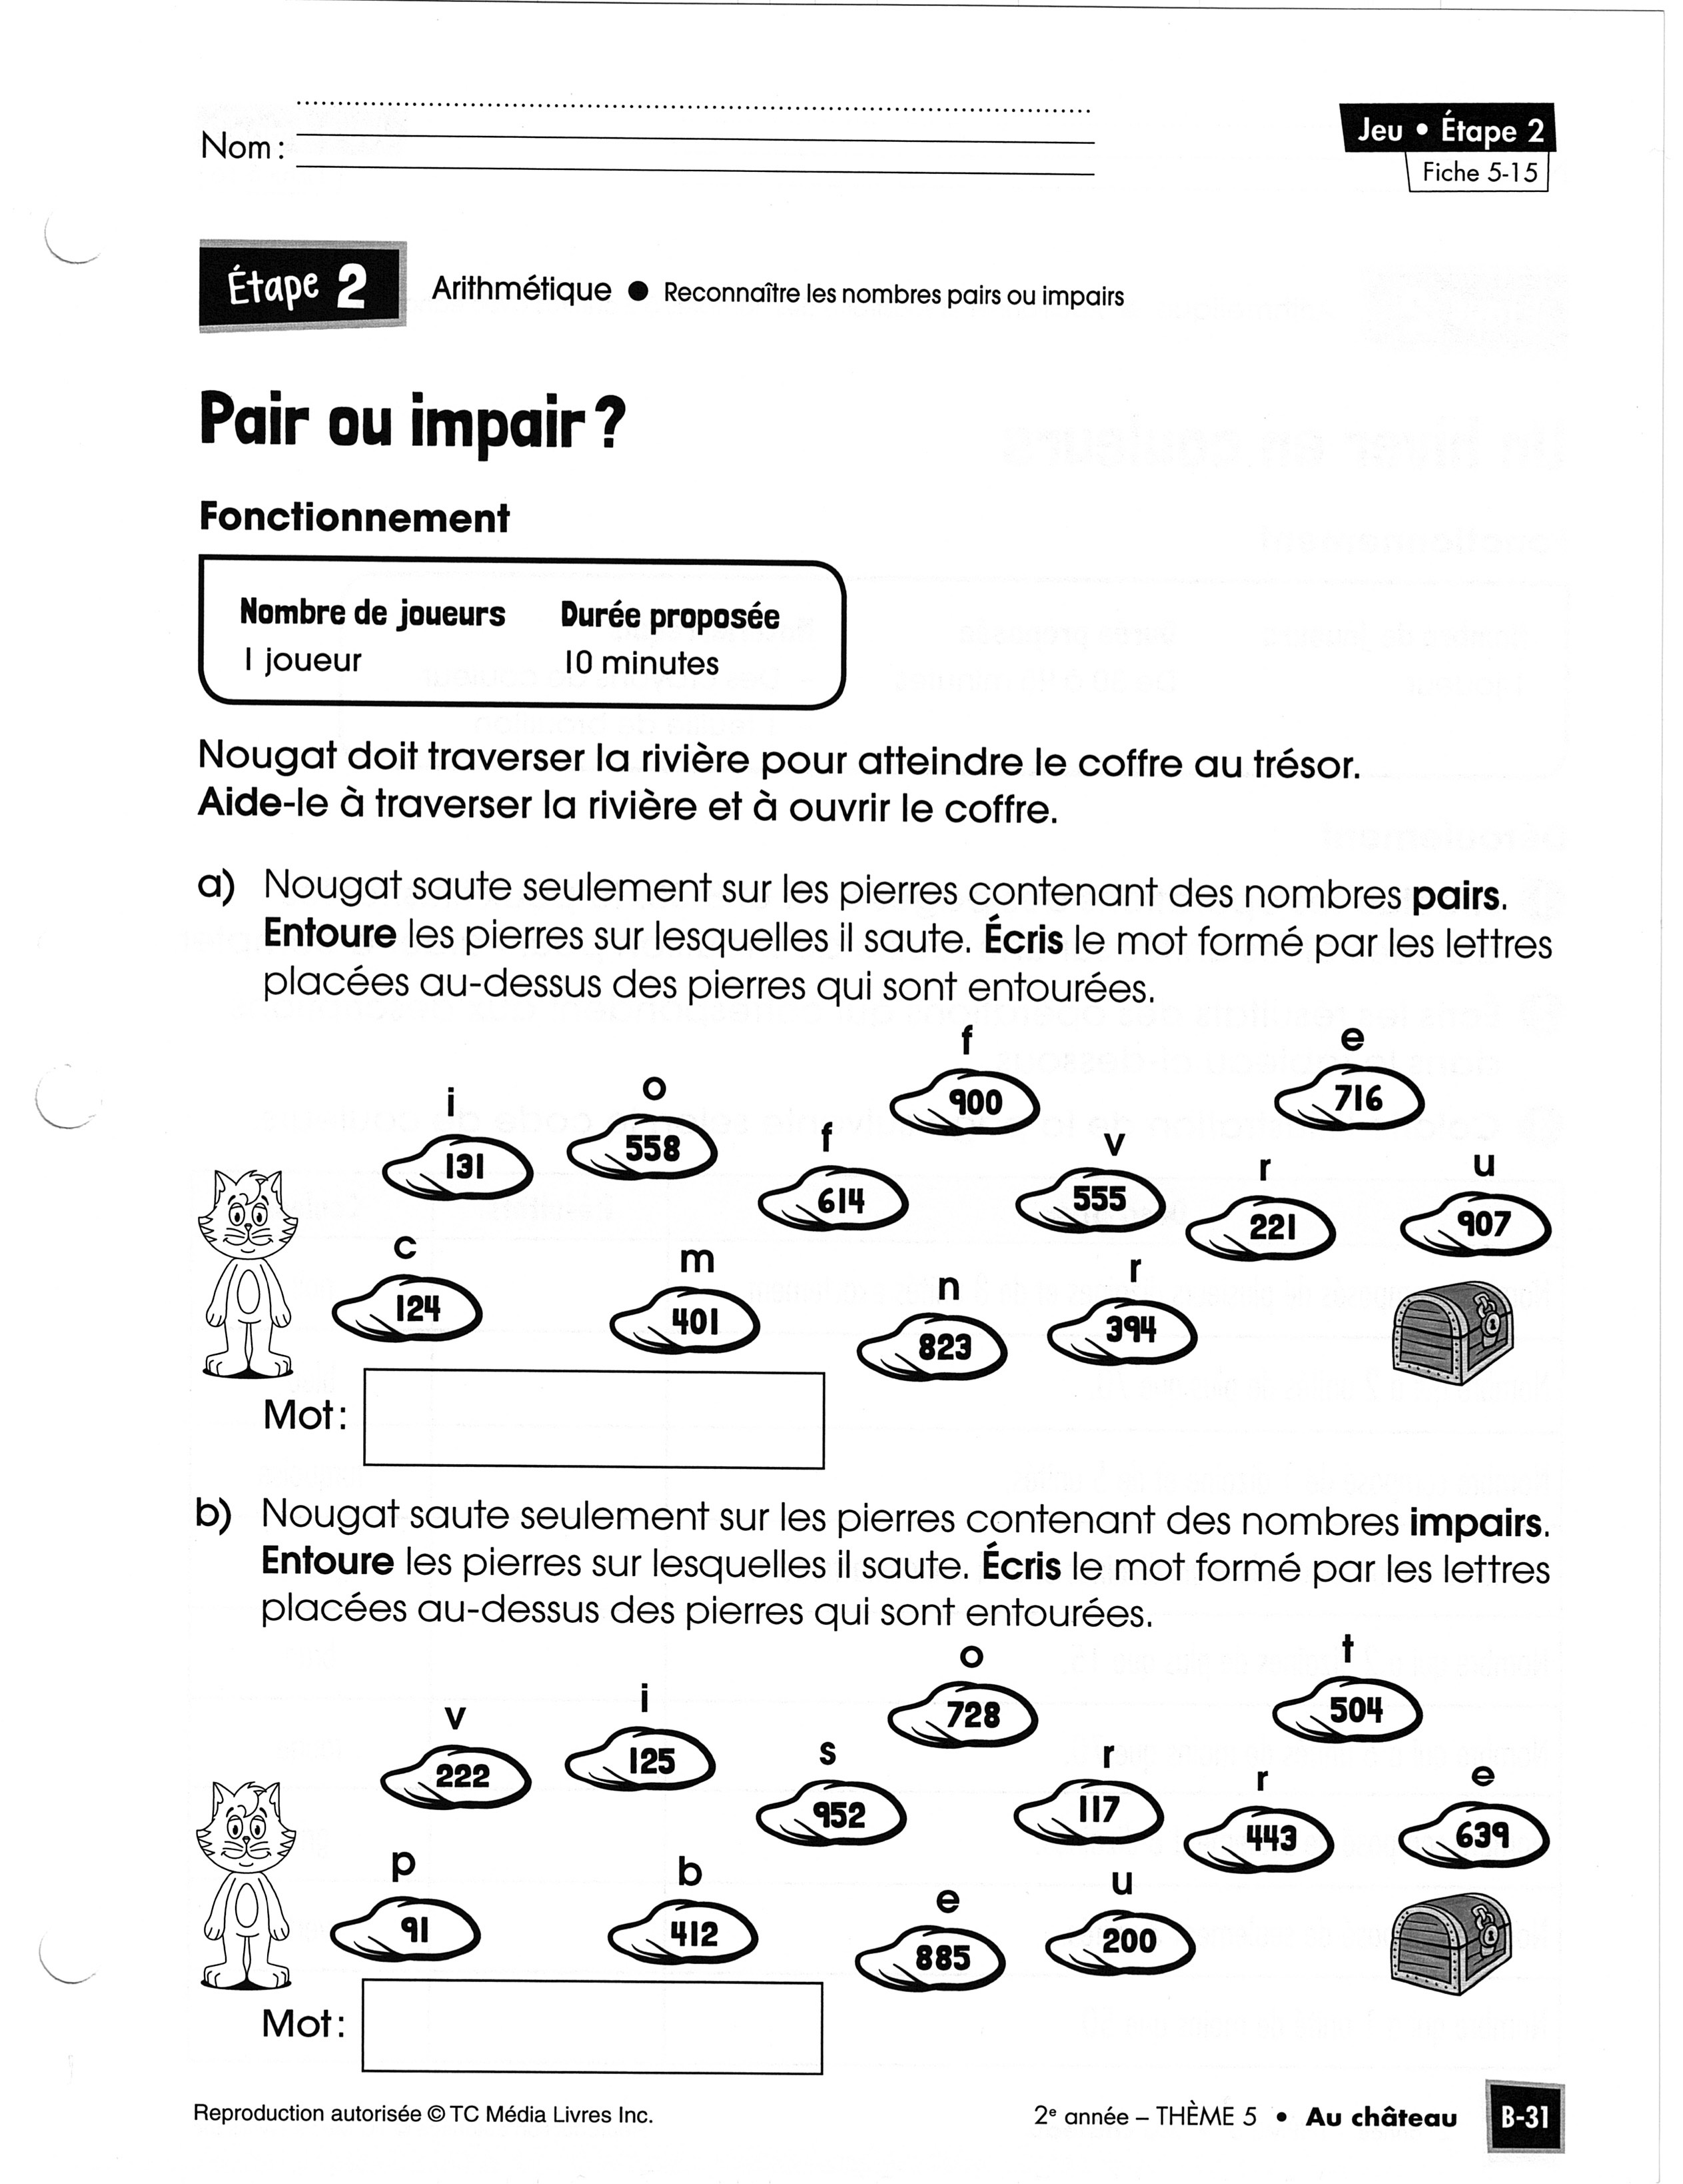 Nom :
Jeu • Étape 2
Fiche 5-15
Étape 2
Arithmétique ● Reconnaître les nombres pairs ou impairs
Pair ou impair ?
Fonctionnement
Nombre de joueurs Durée proposée
1 joueur 10 minutes
Nougat doit traverser la rivière pour atteindre le coffre au trésor.
Aide-le à traverser la rivière et à ouvrir le coffre.
a) Nougat saute seulement sur les pierres contenant des nombres pairs.
Entoure les pierres sur lesquelles il saute. Écris le mot formé par les lettres
placées au-dessus des pierres qui sont entourées.
f e
900 716
i o
131 558
f v r u
614 555 221 907
c m n r
124 401 823 394
Mot :
b) Nougat saute seulement sur les pierres contenant des nombres impairs.
Entoure les pierres sur lesquelles il saute. Écris le mot formé par les lettres
placées au-dessus des pierres qui sont entourées.
o t
728 504
v i
222 125
s r r e
952 117 443 639
p b e u
91 412 885 200
Mot :
Reproduction autorisée © TC Média Livres Inc.
2e année – THÈME 5 • Au château B-31